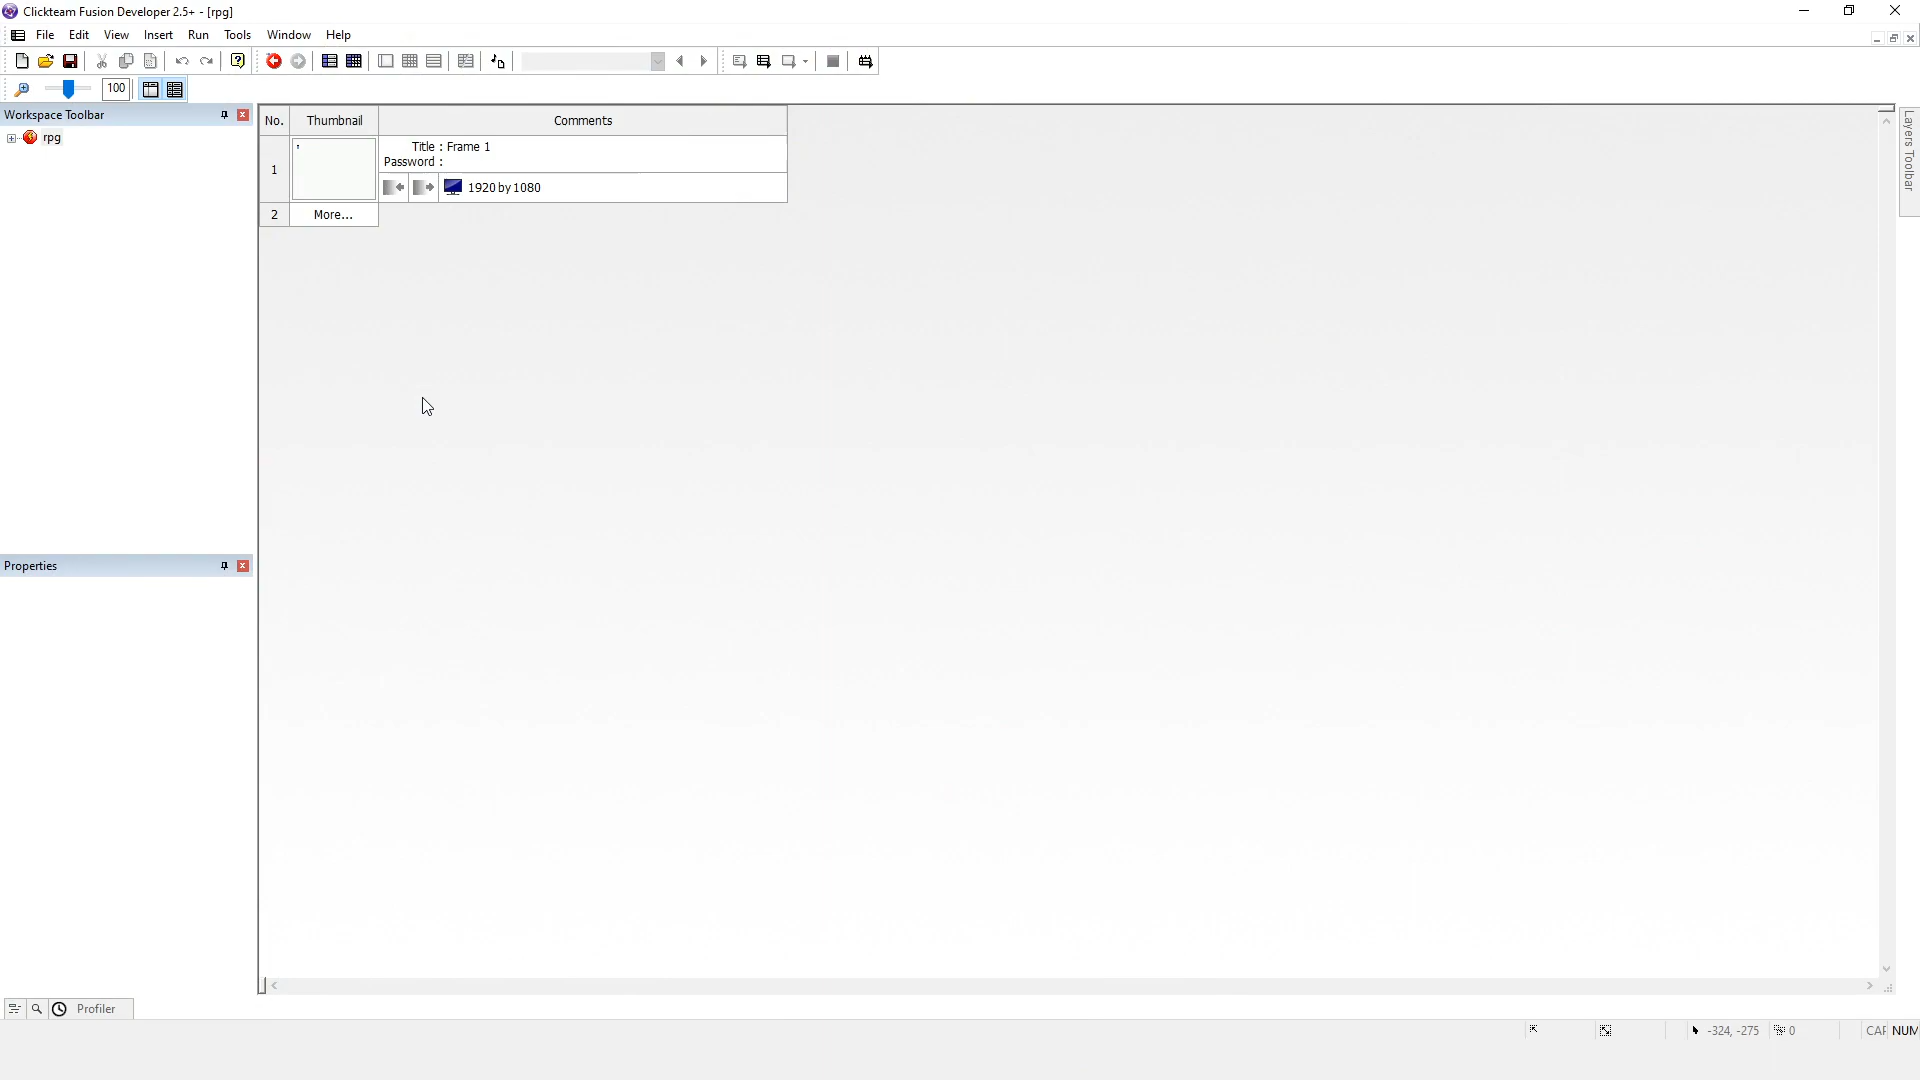 Clickteam Fusion Developer 2.5+ - [rpg]
File Edit View Insert Run Tools Window Help
100
Workspace Toolbar
rpg
No. Thumbnail Comments
1
Title : Frame 1
Password :
1920 by 1080
2 More...
Layers Toolbar
Properties
Profiler
-324, -275 0 CAP NUM